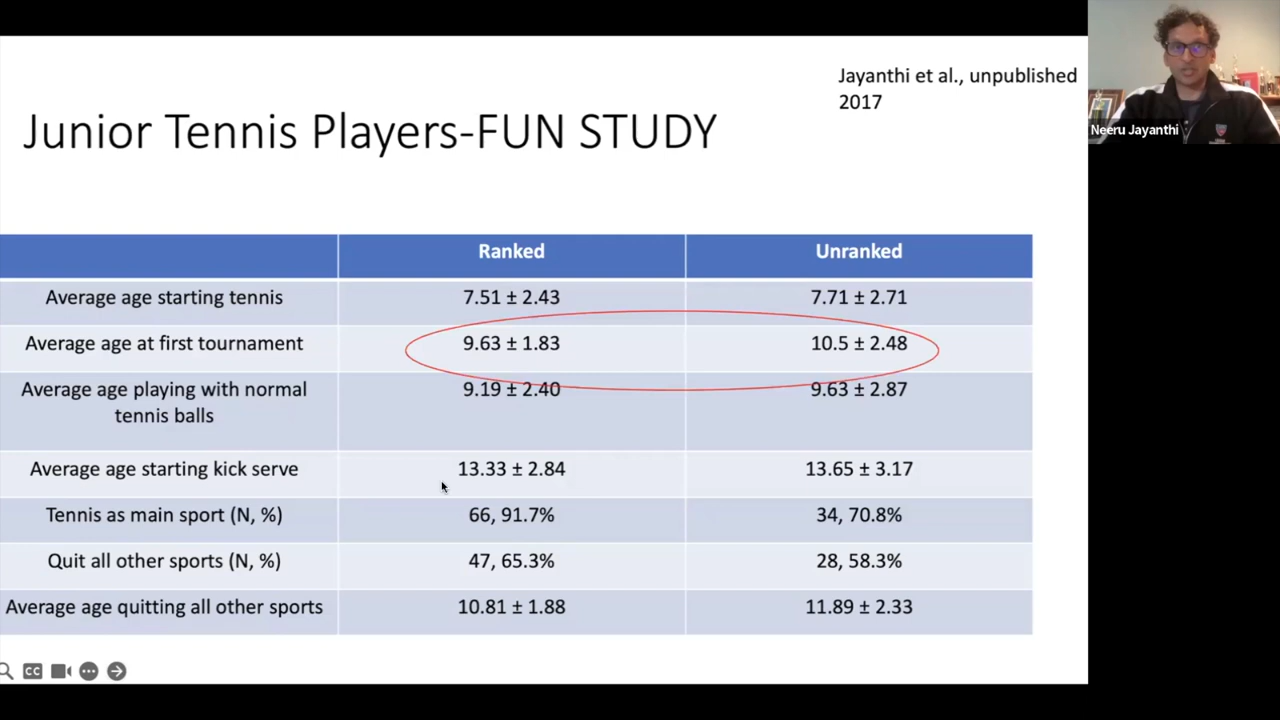 Jayanthi et al., unpublished
2017
Junior Tennis Players-FUN STUDY
Neeru Jayanthi
Ranked Unranked
Average age starting tennis 7.51 ± 2.43 7.71 ± 2.71
Average age at first tournament 9.63 ± 1.83 10.5 ± 2.48
Average age playing with normal 9.19 ± 2.40 9.63 ± 2.87
tennis balls
Average age starting kick serve 13.33 ± 2.84 13.65 ± 3.17
Tennis as main sport (N, %) 66, 91.7% 34, 70.8%
Quit all other sports (N, %) 47, 65.3% 28, 58.3%
Average age quitting all other sports 10.81 ± 1.88 11.89 ± 2.33
CC